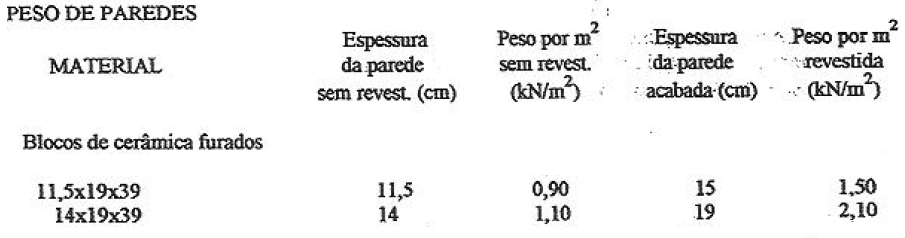 PESO DE PAREDES
MATERIAL
Espessura da parede sem revest. (cm)
Peso por m² sem revest. (kN/m²)
Espessura da parede acabada (cm)
Peso por m² revestida (kN/m²)
Blocos de cerâmica furados
11,5x19x39 11,5 0,90 15 1,50
14x19x39 14 1,10 19 2,10